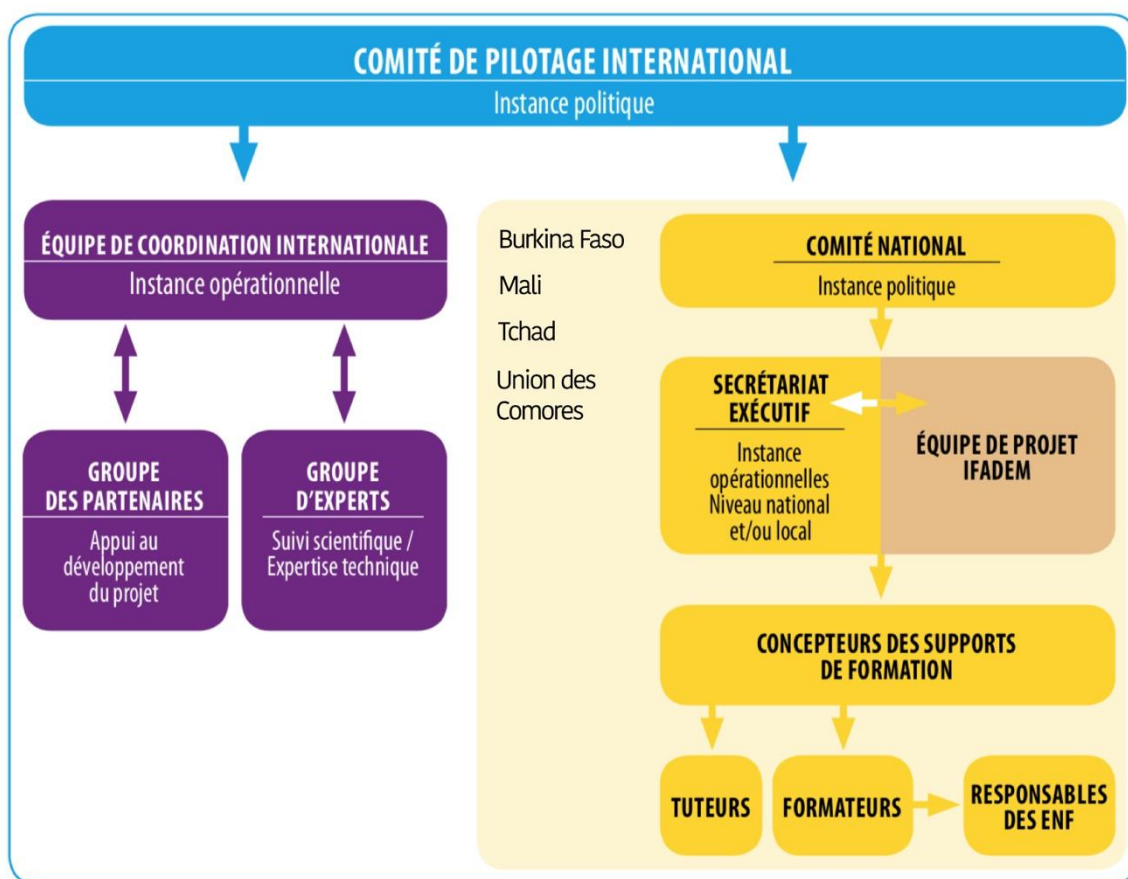 COMITÉ DE PILOTAGE INTERNATIONAL
Instance politique
ÉQUIPE DE COORDINATION INTERNATIONALE
Instance opérationnelle
GROUPE
DES PARTENAIRES
Appui au
développement
du projet
GROUPE
D'EXPERTS
Suivi scientifique /
Expertise technique
Burkina Faso
Mali
Tchad
Union des
Comores
COMITÉ NATIONAL
Instance politique
SECRÉTARIAT
EXÉCUTIF
Instance
opérationnelles
Niveau national
et/ou local
ÉQUIPE DE PROJET
IFADEM
CONCEPTEURS DES SUPPORTS
DE FORMATION
TUTEURS
FORMATEURS
RESPONSABLES
DES ENF